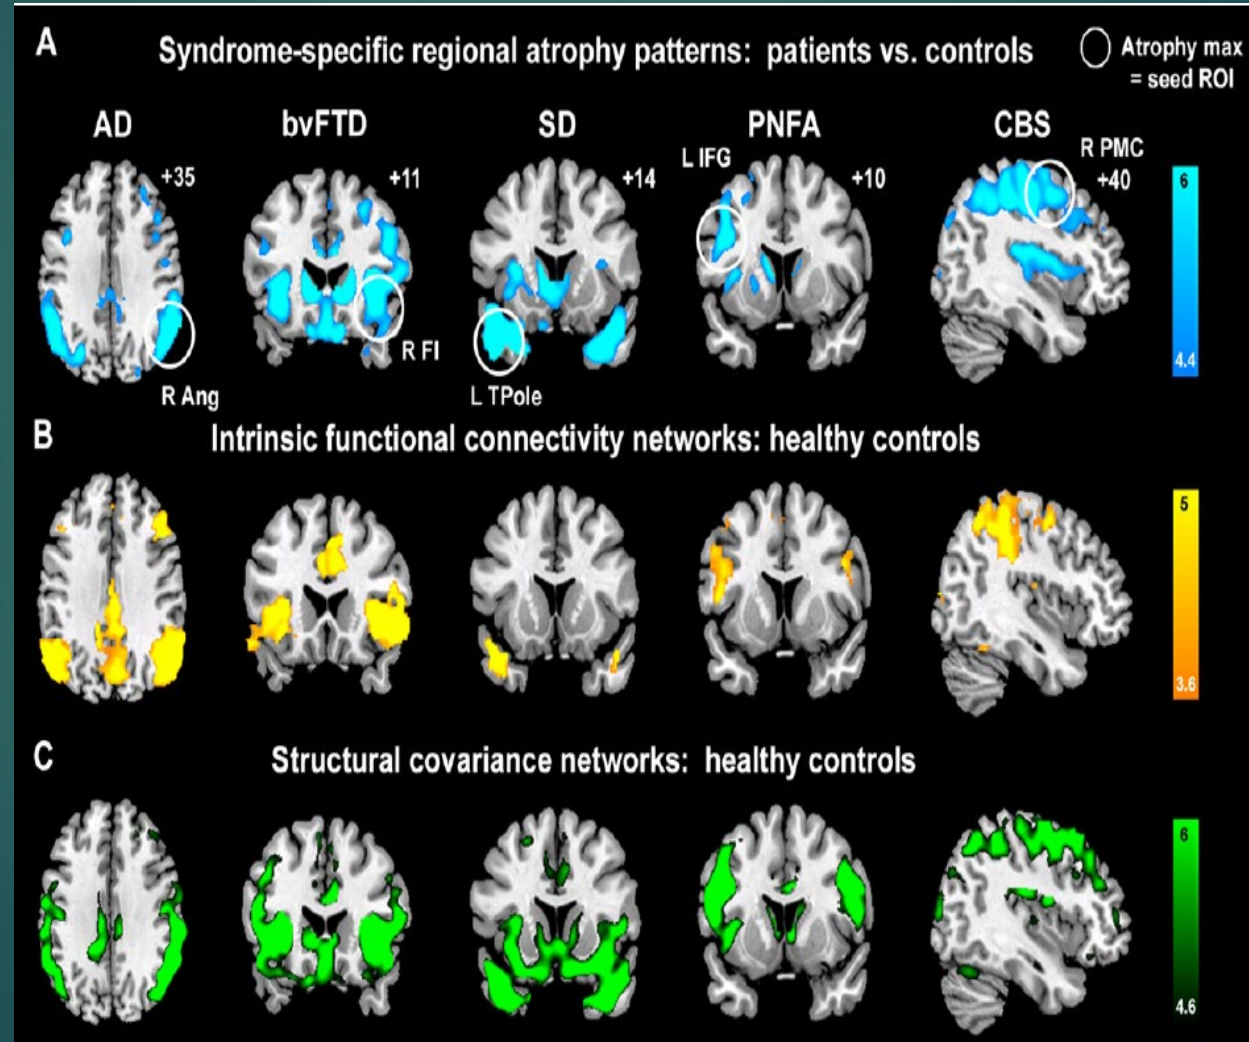 A
Syndrome-specific regional atrophy patterns: patients vs. controls
Atrophy max
= seed ROI
AD
bvFTD
SD
PNFA
CBS
+35
+11
+14
L IFG
+10
R PMC
+40
6
4.4
R Ang
R FI
L TPole
B
Intrinsic functional connectivity networks: healthy controls
5
3.6
C
Structural covariance networks: healthy controls
6
4.6